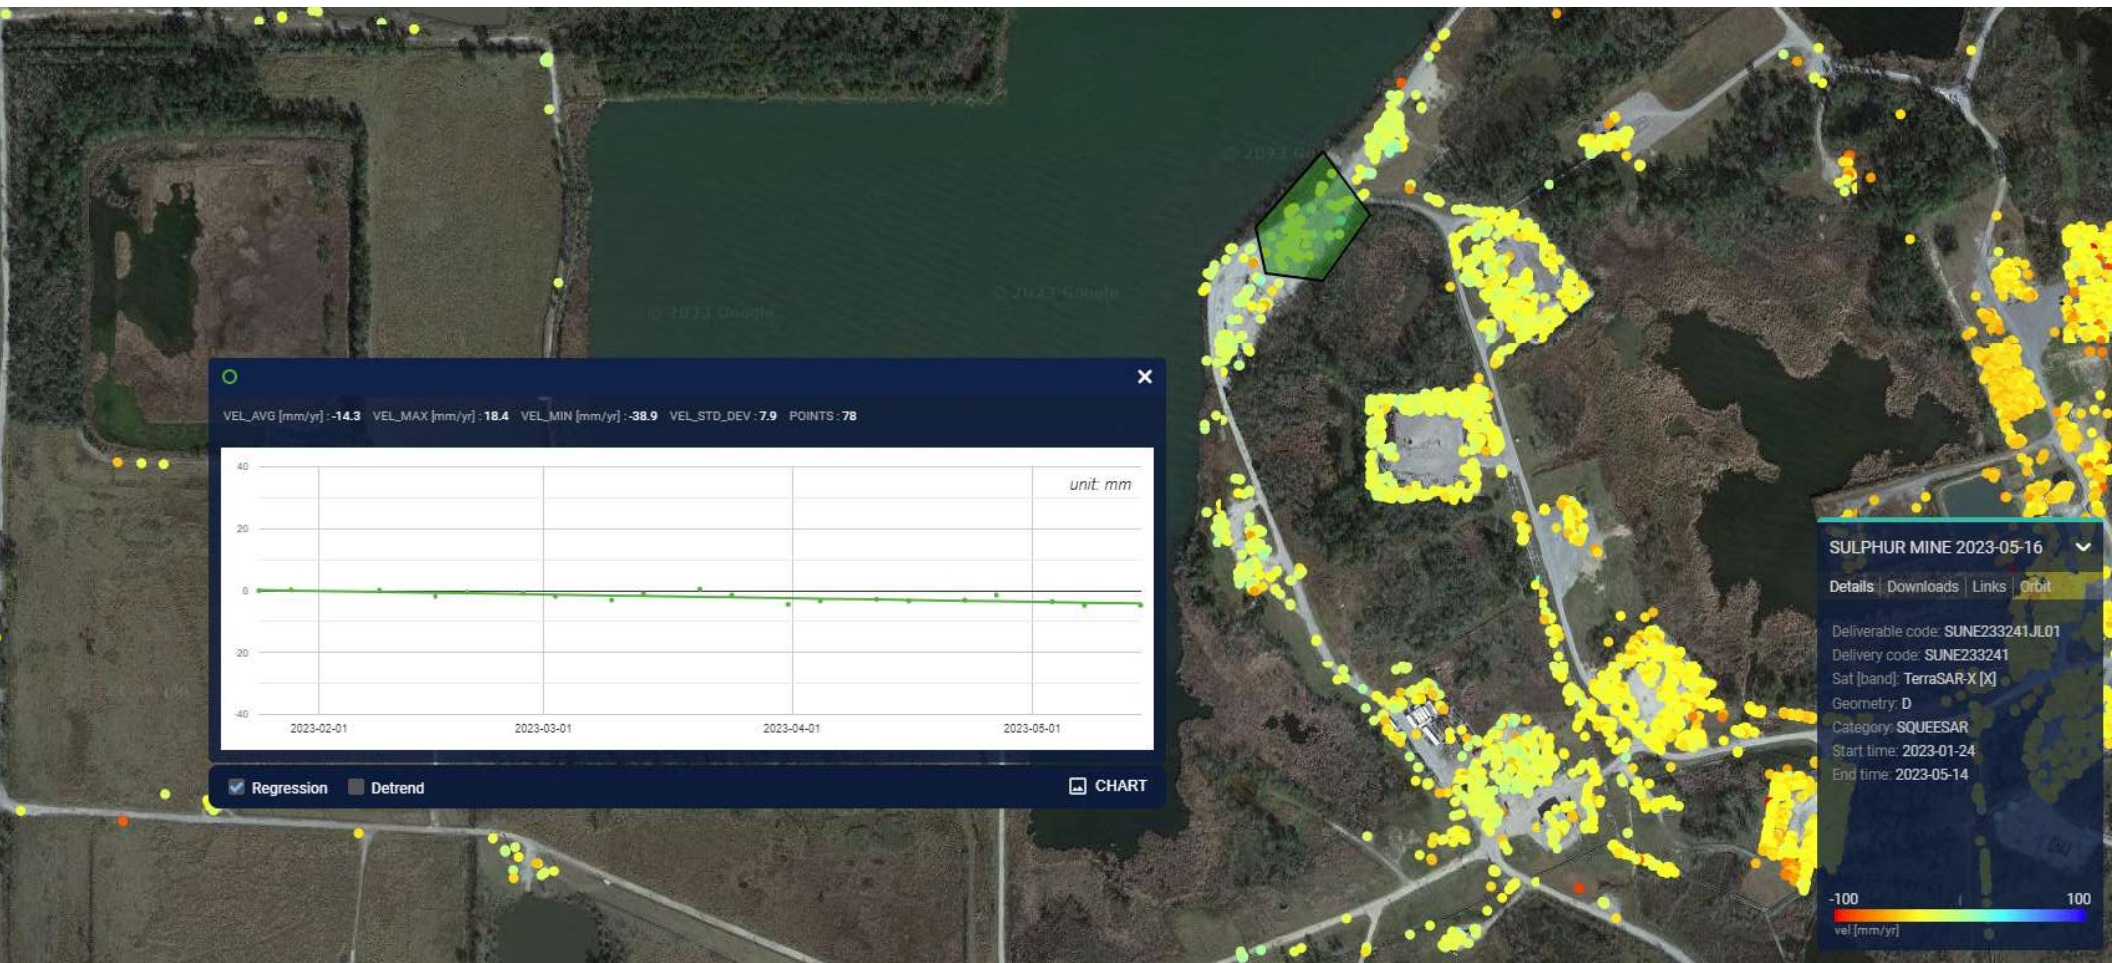 © 2023 Google
© 2023 Google
VEL_AVG [mm/yr] : -14.3 VEL_MAX [mm/yr] : 18.4 VEL_MIN [mm/yr] : -38.9 VEL_STD_DEV : 7.9 POINTS : 78
unit: mm
40
20
0
-20
-40
2023-02-01 2023-03-01 2023-04-01 2023-05-01
Regression Detrend CHART
SULPHUR MINE 2023-05-16
Details | Downloads | Links | Orbit
Deliverable code: SUNE233241JL01
Delivery code: SUNE233241
Sat [band]: TerraSAR-X [X]
Geometry: D
Category: SQUEESAR
Start time: 2023-01-24
End time: 2023-05-14
-100 100
vel [mm/yr]